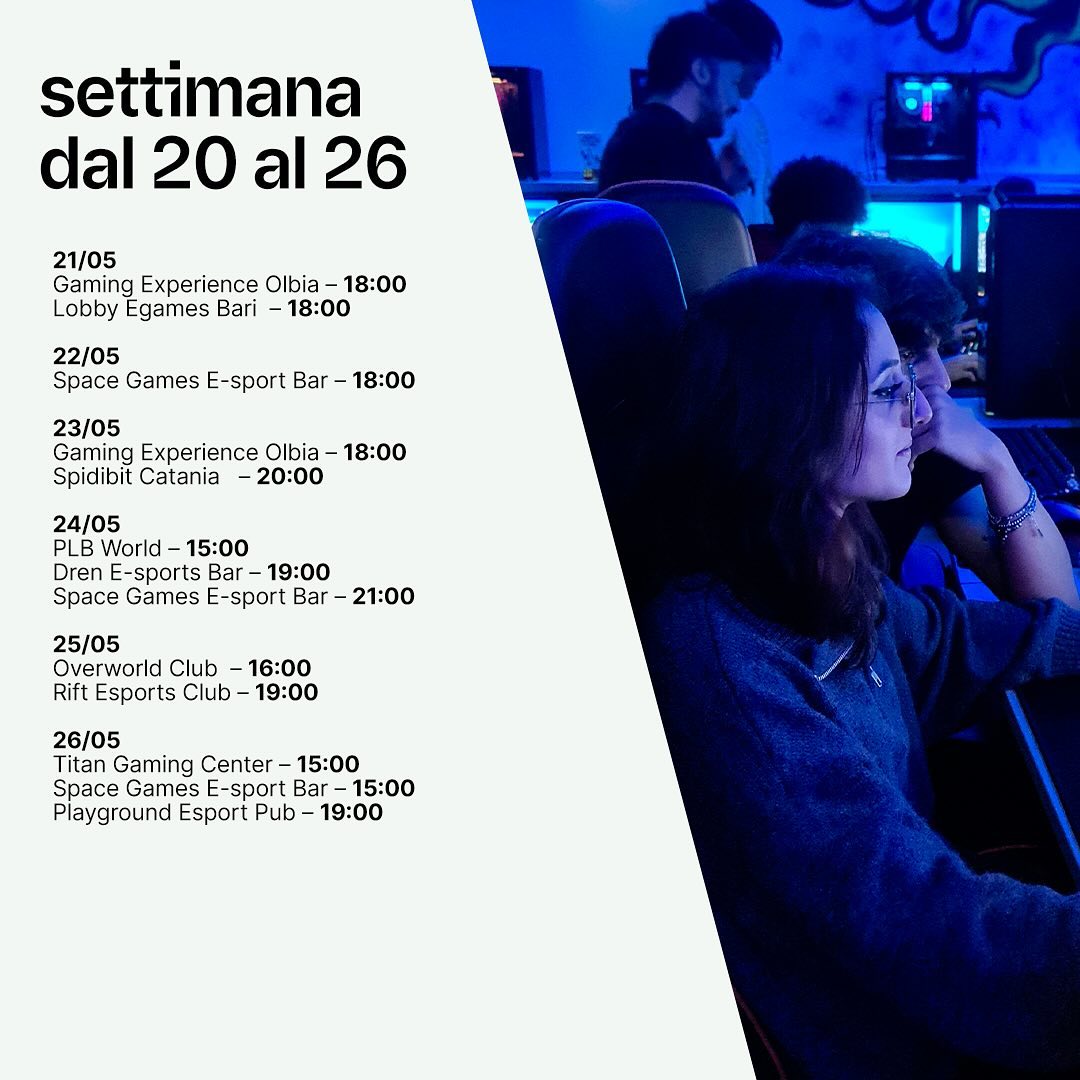 settimana
dal 20 al 26
21/05
Gaming Experience Olbia – 18:00
Lobby Egames Bari – 18:00
22/05
Space Games E-sport Bar – 18:00
23/05
Gaming Experience Olbia – 18:00
Spidibit Catania – 20:00
24/05
PLB World – 15:00
Dren E-sports Bar – 19:00
Space Games E-sport Bar – 21:00
25/05
Overworld Club – 16:00
Rift Esports Club – 19:00
26/05
Titan Gaming Center – 15:00
Space Games E-sport Bar – 15:00
Playground Esport Pub – 19:00